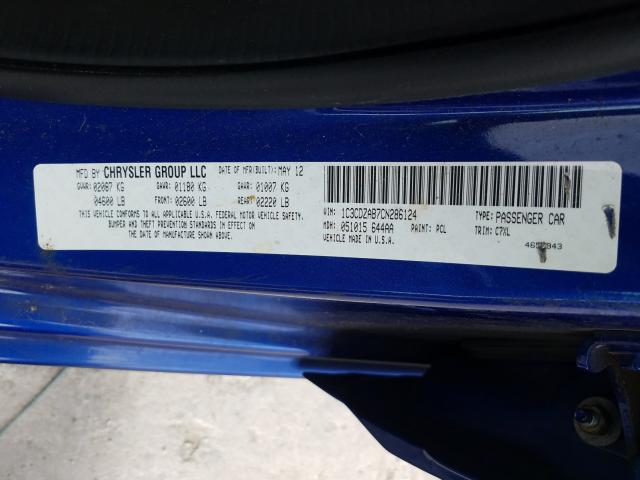 MFD BY CHRYSLER GROUP LLC DATE OF MFR(BUILT): MAY 12
GVWR: 02087 KG GAWR: 01180 KG GAWR: 01007 KG
04600 LB FRONT: 02600 LB REAR: 02220 LB
THIS VEHICLE CONFORMS TO ALL APPLICABLE U.S.A. FEDERAL MOTOR VEHICLE SAFETY,
BUMPER AND THEFT PREVENTION STANDARDS IN EFFECT ON
THE DATE OF MANUFACTURE SHOWN ABOVE.
VIN: 1C3CDZAB7CN286124 TYPE: PASSENGER CAR
MDH: 051015 644AA PAINT: PCL TRIM: C7XL
VEHICLE MADE IN U.S.A.